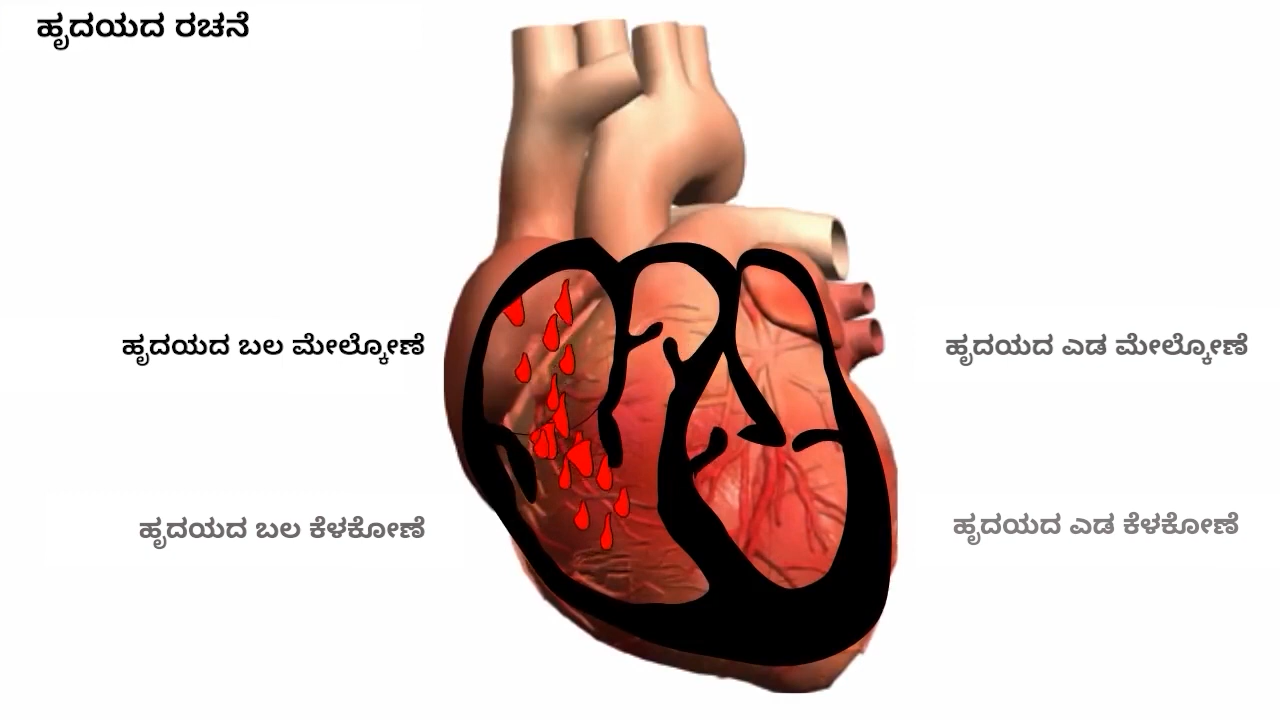 ಹೃದಯದ ರಚನೆ
ಹೃದಯದ ಬಲ ಮೇಲ್ಕೋಣೆ
ಹೃದಯದ ಎಡ ಮೇಲ್ಕೋಣೆ
ಹೃದಯದ ಬಲ ಕೆಳಕೋಣೆ
ಹೃದಯದ ಎಡ ಕೆಳಕೋಣೆ